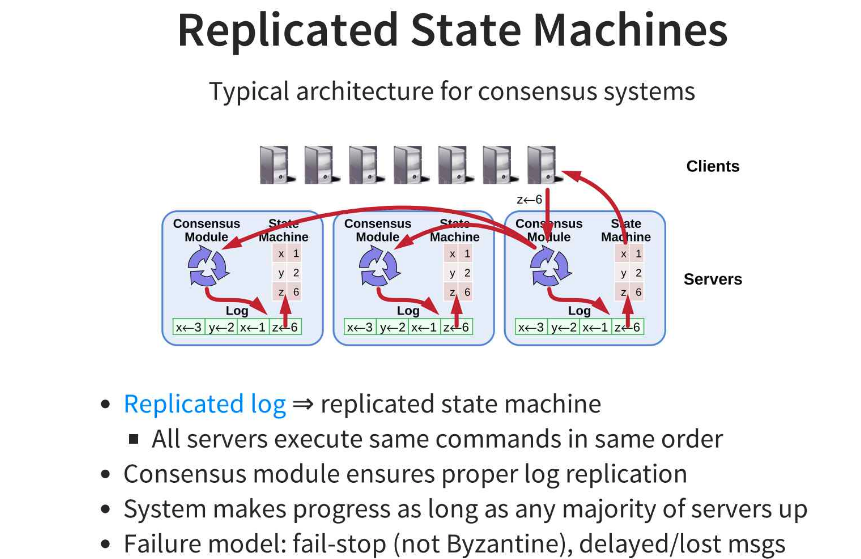 Replicated State Machines
Typical architecture for consensus systems
Clients
z←6
Consensus Module
State Machine
x 1
y 2
z 6
Log
x←3 y←2 x←1 z←6
Consensus Module
State Machine
x 1
y 2
z 6
Log
x←3 y←2 x←1 z←6
Consensus Module
State Machine
x 1
y 2
z 6
Log
x←3 y←2 x←1 z←6
Servers
• Replicated log ⇒ replicated state machine
▪ All servers execute same commands in same order
• Consensus module ensures proper log replication
• System makes progress as long as any majority of servers up
• Failure model: fail-stop (not Byzantine), delayed/lost msgs